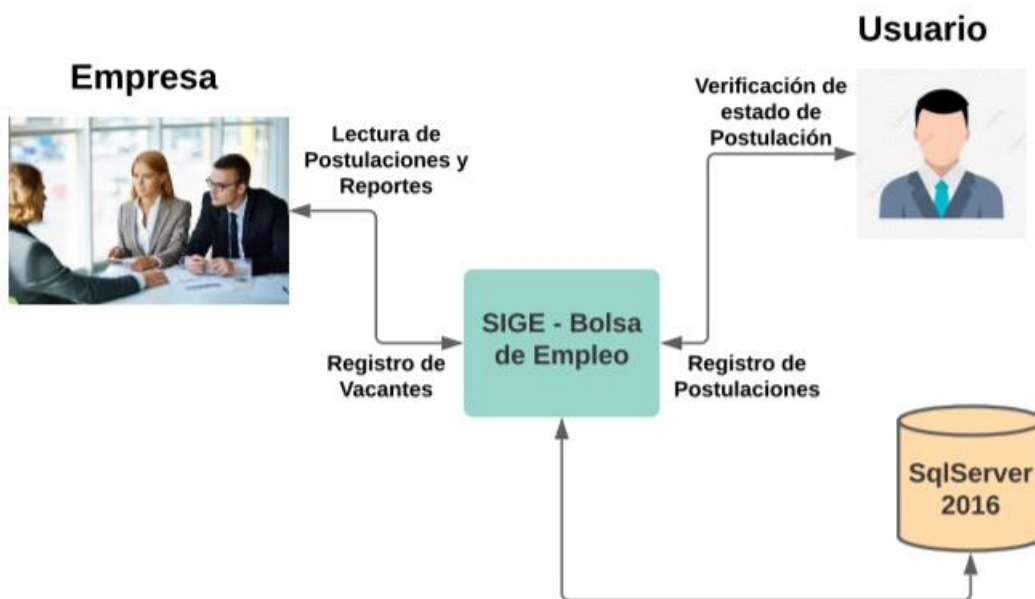 Usuario
Empresa
Verificación de
estado de
Postulación
Lectura de
Postulaciones y
Reportes
SIGE - Bolsa
de Empleo
Registro de
Vacantes
Registro de
Postulaciones
SqlServer
2016